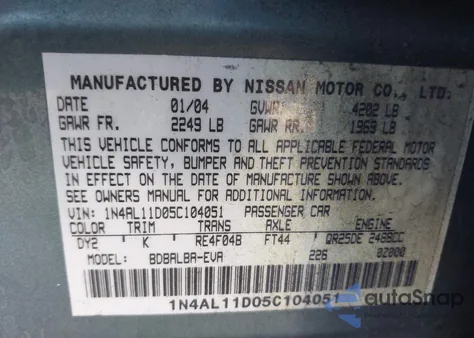 MANUFACTURED BY NISSAN MOTOR CO., LTD.
DATE 01/04 GVWR 4202 LB
GAWR FR. 2249 LB GAWR RR. 1969 LB
THIS VEHICLE CONFORMS TO ALL APPLICABLE FEDERAL MOTOR
VEHICLE SAFETY, BUMPER AND THEFT PREVENTION STANDARDS
IN EFFECT ON THE DATE OF MANUFACTURE SHOWN ABOVE.
SEE OWNERS MANUAL FOR ADDITIONAL INFORMATION.
VIN: 1N4AL11D05C104051 PASSENGER CAR
COLOR TRIM TRANS AXLE ENGINE
DY2 K RE4F04B FT44 QR25DE 2488CC
MODEL: BDBALBA-EVA 226 02000
1N4AL11D05C104051
autoSnap